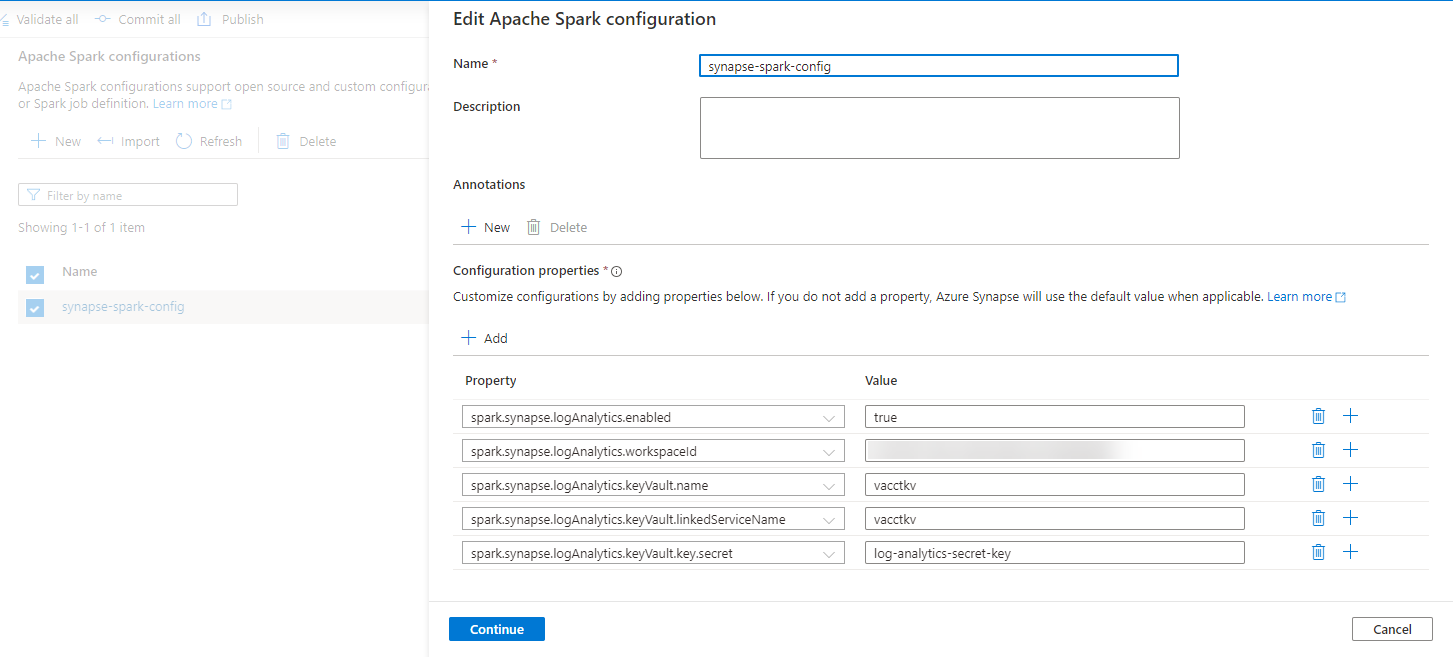 Validate all
Commit all
Publish
Apache Spark configurations
Apache Spark configurations support open source and custom
or Spark job definition. Learn more
New
Import
Refresh
Delete
Filter by name
Showing 1-1 of 1 item
Name
synapse-spark-config
Edit Apache Spark configuration
Name *
synapse-spark-config
Description
Annotations
New
Delete
Configuration properties *
Customize configurations by adding properties below. If you do not add a property, Azure Synapse will use the default value when applicable. Learn more
Add
Property Value
spark.synapse.logAnalytics.enabled true
spark.synapse.logAnalytics.workspaceId
spark.synapse.logAnalytics.keyVault.name vacctkv
spark.synapse.logAnalytics.keyVault.linkedServiceName vacctkv
spark.synapse.logAnalytics.keyVault.key.secret log-analytics-secret-key
Continue
Cancel